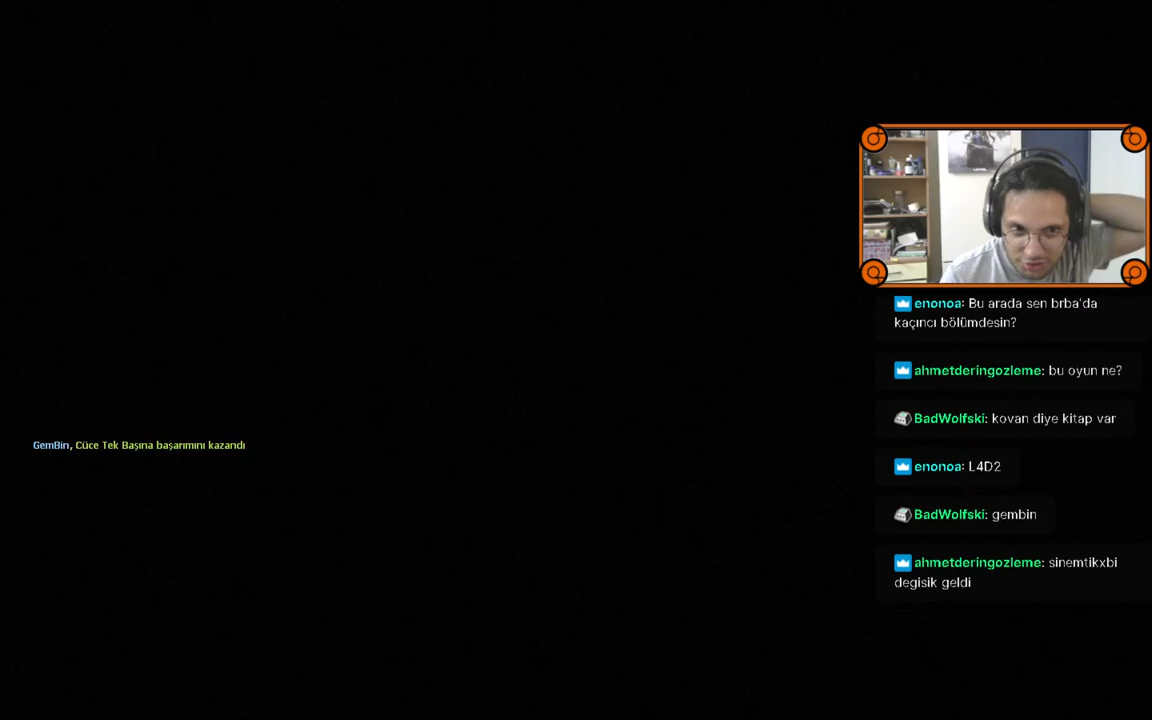 enonoa: Bu arada sen brba'da
kaçıncı bölümdesin?
ahmetderingozleme: bu oyun ne?
BadWolfski: kovan diye kitap var
GemBin, Cüce Tek Başına başarımını kazandı
enonoa: L4D2
BadWolfski: gembin
ahmetderingozleme: sinemtikxbi
degisik geldi